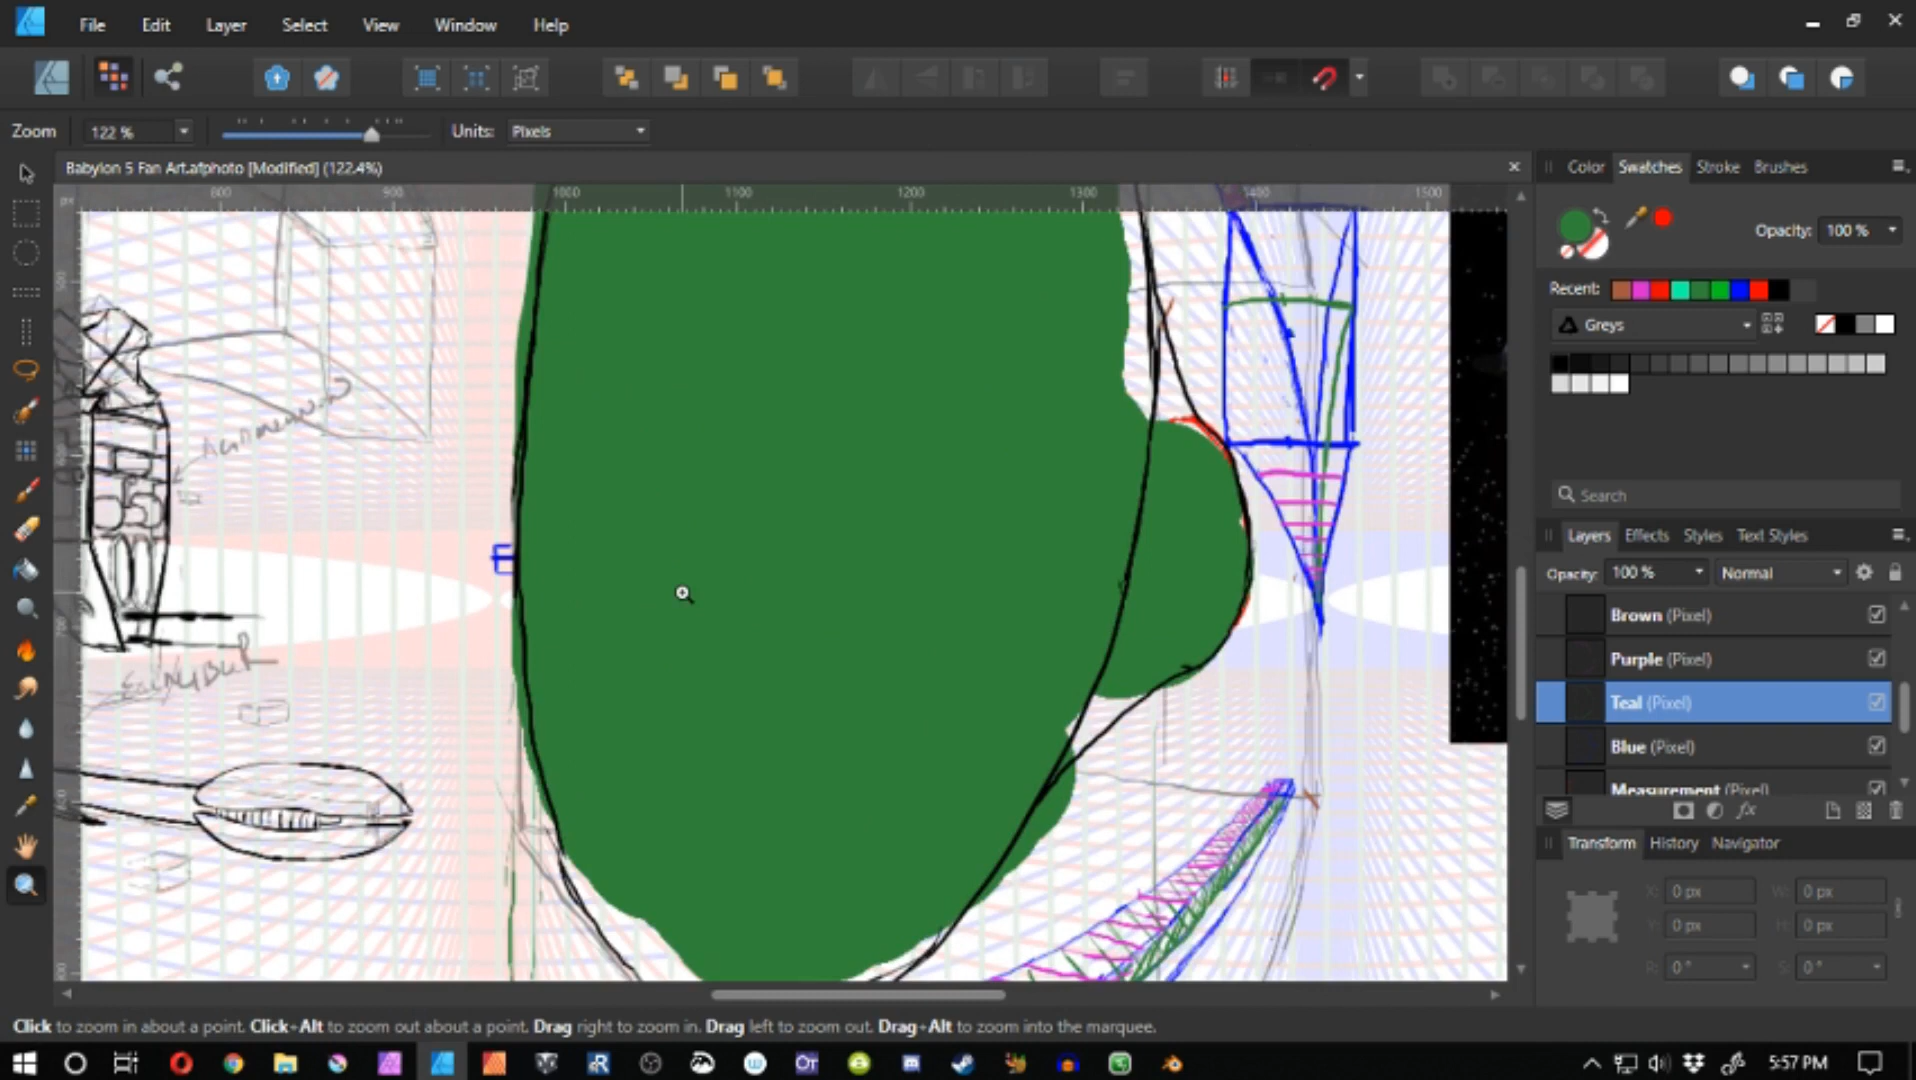 File Edit Layer Select View Window Help
Zoom 122 % Units: Pixels
Babylon 5 Fan Art.afphoto [Modified] (122.4%)
Color Swatches Stroke Brushes
px 800 900 1000 1100 1200 1300 1400 1500
Opacity: 100 %
Recent:
Greys
Search
Layers Effects Styles Text Styles
Opacity: 100 % Normal
Brown (Pixel)
Purple (Pixel)
Teal (Pixel)
Blue (Pixel)
Measurement (Pixel)
Transform History Navigator
X: 0 px W: 0 px
Y: 0 px H: 0 px
R: 0 ° S: 0 °
Click to zoom in about a point. Click+Alt to zoom out about a point. Drag right to zoom in. Drag left to zoom out. Drag+Alt to zoom into the marquee.
5:57 PM